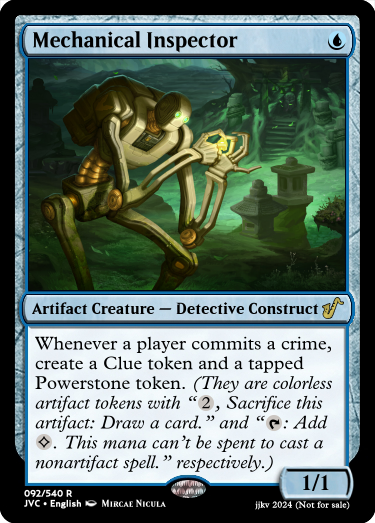 Mechanical Inspector
Artifact Creature — Detective Construct
Whenever a player commits a crime,
create a Clue token and a tapped
Powerstone token. (They are colorless
artifact tokens with “2, Sacrifice this
artifact: Draw a card.” and “: Add
. This mana can't be spent to cast a
nonartifact spell.” respectively.)
1/1
092/540 R
JVC • English Mircae Nicula
jjkv 2024 (Not for sale)